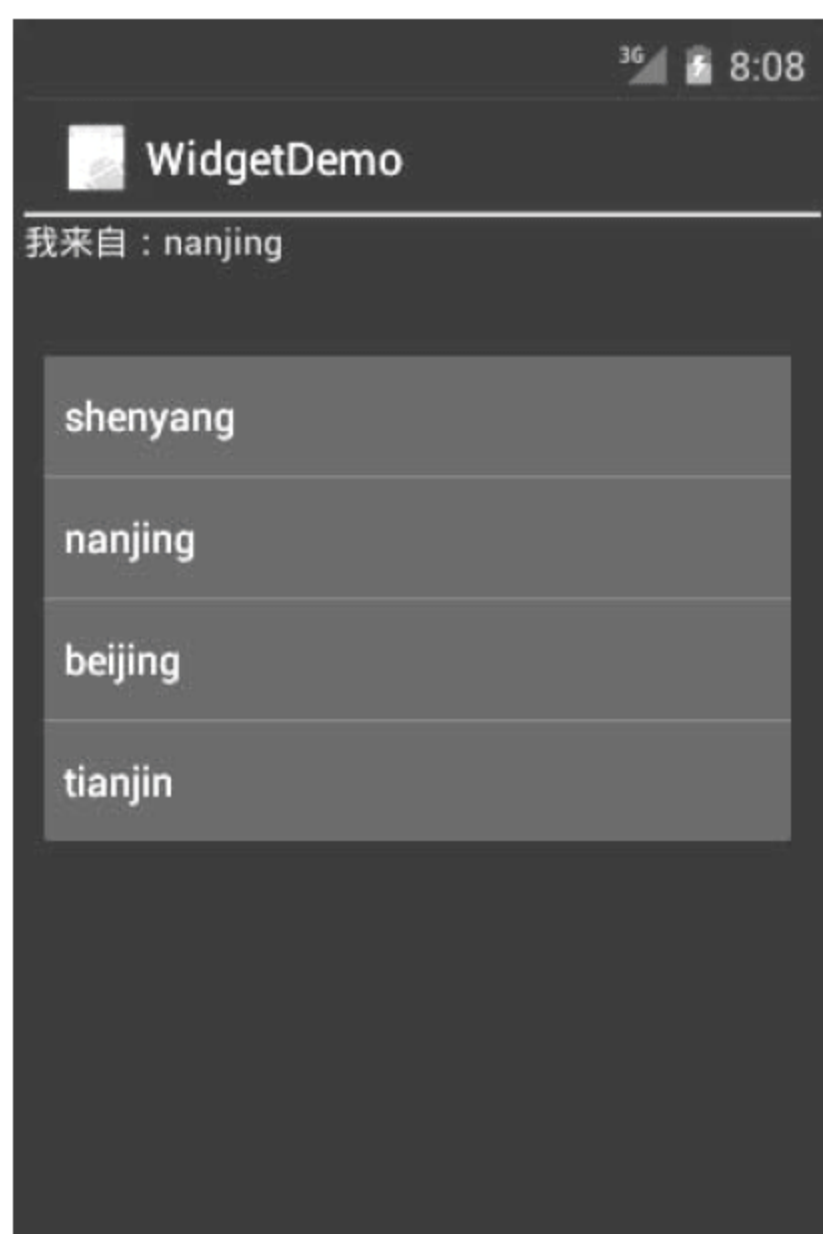 3G 8:08
WidgetDemo
我来自：nanjing
shenyang
nanjing
beijing
tianjin